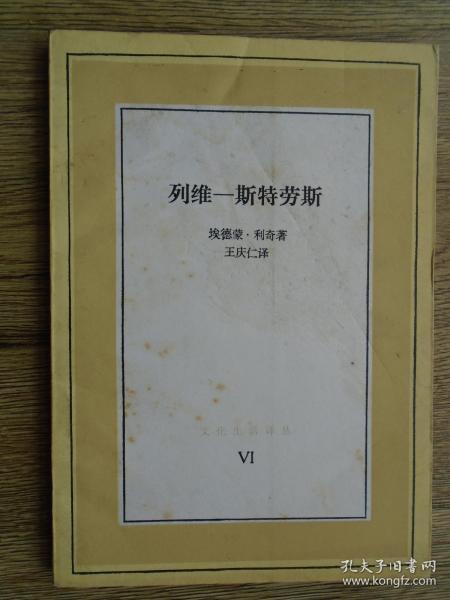 列维—斯特劳斯
埃德蒙·利奇著
王庆仁译
文化生活译丛
VI
孔夫子旧书网
www.kongfz.com